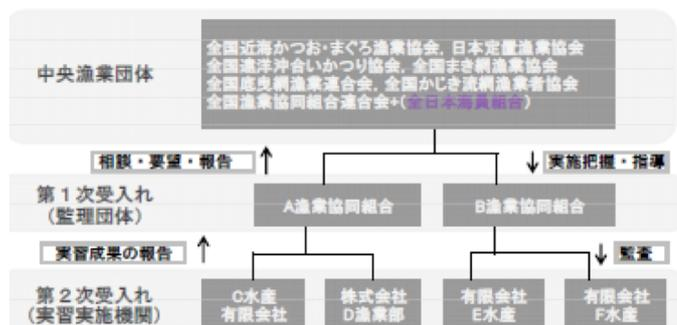 中央漁業団体
全国近海かつお・まぐろ漁業協会, 日本定置漁業協会
全国遠洋沖合いかつり協会, 全国まき網漁業協会
全国底曳網漁業連合会, 全国かじき流網漁業者協会
全国漁業協同組合連合会+(全日本海員組合)
相談・要望・報告
実施把握・指導
第1次受入れ
(監理団体)
A漁業協同組合
B漁業協同組合
実習成果の報告
監査
第2次受入れ
(実習実施機関)
C水産
有限会社
株式会社
D漁業部
有限会社
E水産
有限会社
F水産